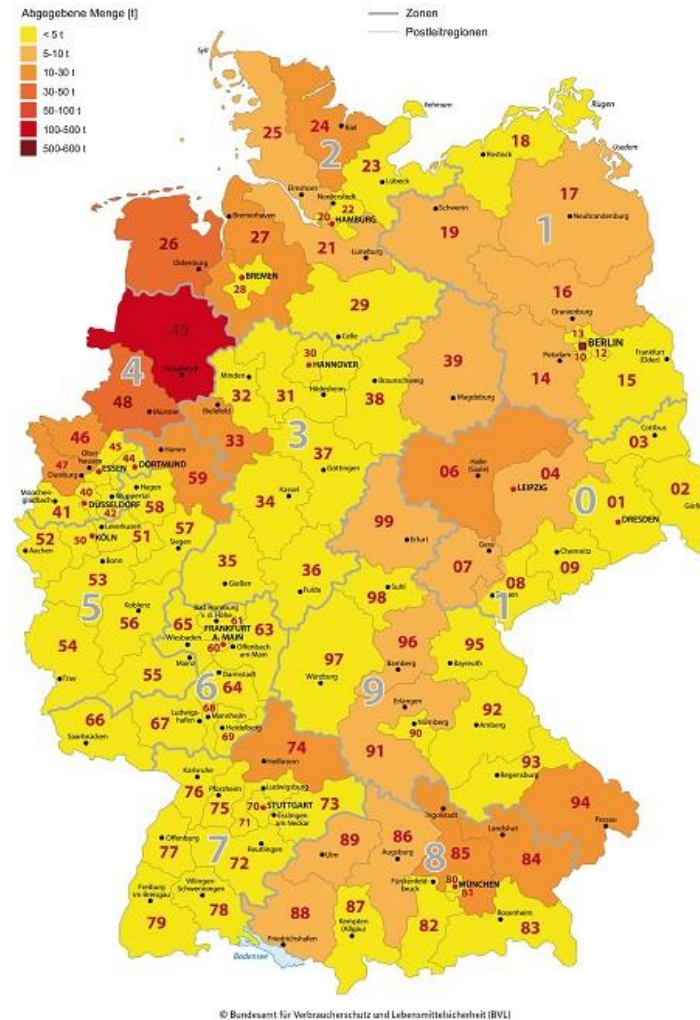 Abgegebene Menge [t]
< 5 t
5-10 t
10-30 t
30-50 t
50-100 t
100-500 t
500-600 t
Zonen
Postleitregionen
Sylt
Fehmarn
Rügen
Usedom
25
24
Kiel
2
23
Lübeck
18
Rostock
17
Neubrandenburg
1
Elmshorn
Norderstedt
20
22
HAMBURG
Bremerhaven
26
Oldenburg
27
BREMEN
28
21
Lüneburg
19
Schwerin
16
Oranienburg
29
Celle
49
Osnabrück
4
48
Münster
30
HANNOVER
Minden
32
31
Hildesheim
Braunschweig
38
Bielefeld
33
3
39
Magdeburg
13
BERLIN
10
12
Potsdam
14
Frankfurt
(Oder)
15
46
45
44
47
Ober-
hausen
ESSEN
DORTMUND
Duisburg
Hamm
59
Mönchen-
gladbach
40
DÜSSELDORF
41
42
Wuppertal
Hagen
58
37
Göttingen
34
Kassel
06
Halle
(Saale)
04
LEIPZIG
Cottbus
03
0
01
02
DRESDEN
52
Aachen
50
KÖLN
Leverkusen
51
57
Siegen
Bonn
53
5
35
Gießen
36
Fulda
99
Erfurt
07
Gera
Chemnitz
09
08
1
98
Suhl
56
Koblenz
54
Trier
55
65
Bad Homburg
v. d. Höhe
61
FRANKFURT
A. MAIN
60
63
Wiesbaden
Offenbach
am Main
Mainz
Darmstadt
6
64
97
Würzburg
9
96
Bamberg
95
Bayreuth
Erlangen
Nürnberg
90
91
92
Amberg
93
Regensburg
66
Saarbrücken
67
Ludwigs-
hafen
68
Mannheim
Heidelberg
69
74
Heilbronn
Karlsruhe
76
Pforzheim
75
Ludwigsburg
70
STUTTGART
71
Esslingen
am Neckar
73
77
Offenburg
7
72
Reutlingen
Freiburg
im Breisgau
79
Villingen-
Schwenningen
78
89
Ulm
86
Augsburg
8
Ingolstadt
85
Landshut
84
94
Passau
Fürstenfeld-
bruck
80
MÜNCHEN
81
88
Friedrichshafen
87
Kempten
(Allgäu)
82
Rosenheim
83
Bodensee
© Bundesamt für Verbraucherschutz und Lebensmittelsicherheit (BVL)